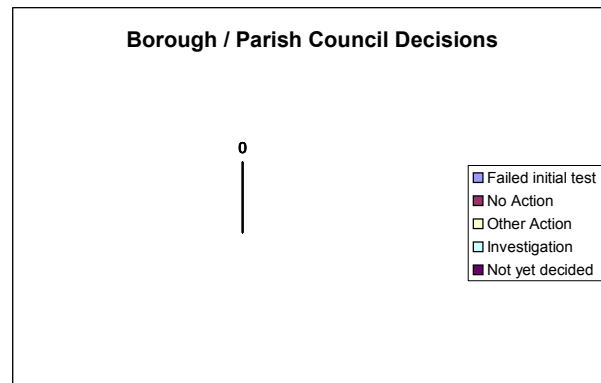 Borough / Parish Council Decisions
0
Failed initial test
No Action
Other Action
Investigation
Not yet decided